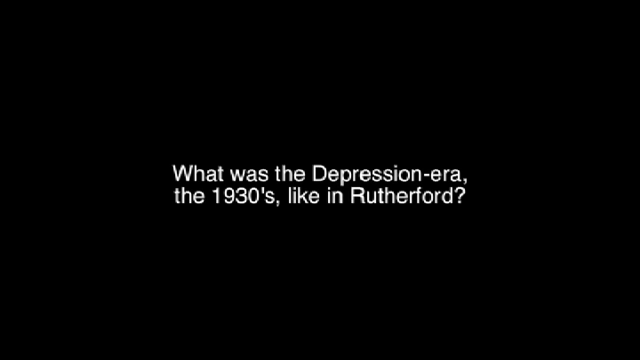 What was the Depression-era,
the 1930's, like in Rutherford?